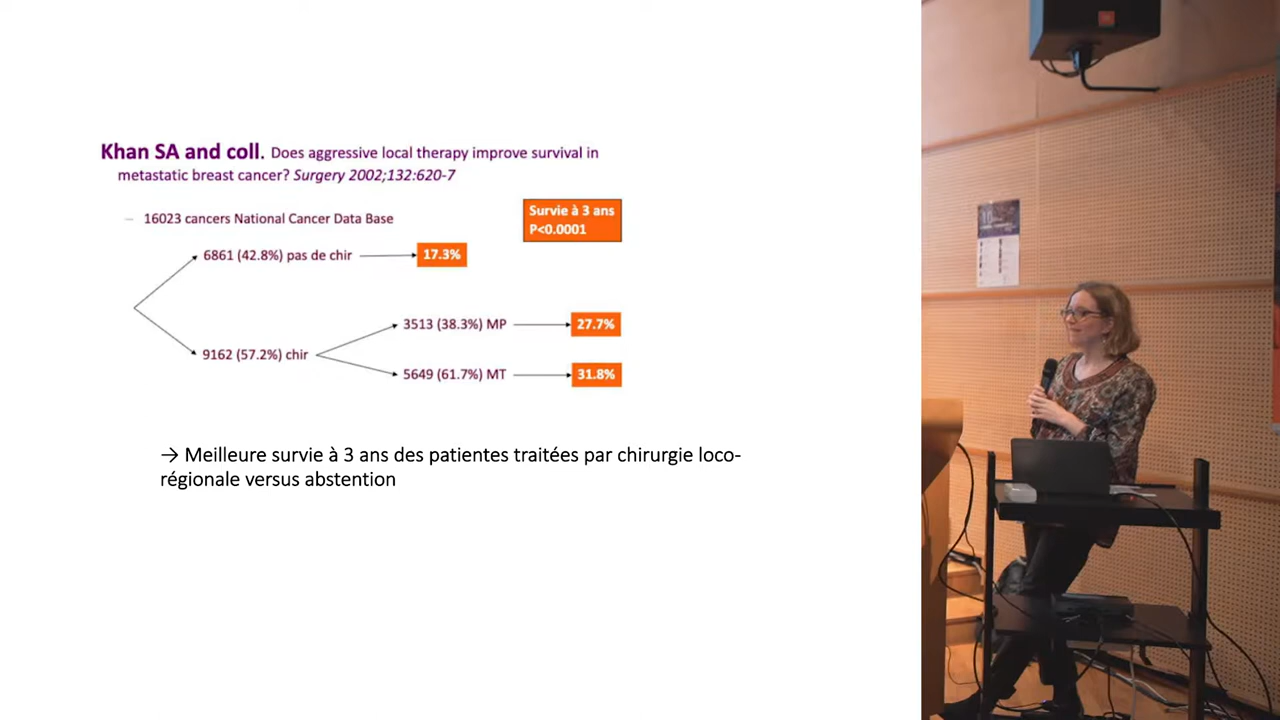 Khan SA and coll. Does aggressive local therapy improve survival in
metastatic breast cancer? Surgery 2002;132:620-7
— 16023 cancers National Cancer Data Base
Survie à 3 ans
P<0.0001
6861 (42.8%) pas de chir
17.3%
3513 (38.3%) MP
27.7%
9162 (57.2%) chir
5649 (61.7%) MT
31.8%
→ Meilleure survie à 3 ans des patientes traitées par chirurgie loco-
régionale versus abstention